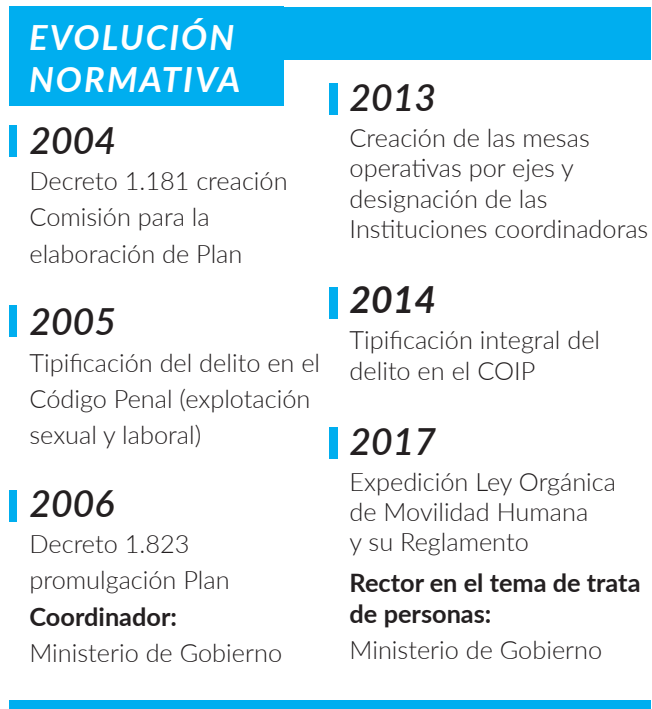 EVOLUCIÓN
NORMATIVA
2004
Decreto 1.181 creación
Comisión para la
elaboración de Plan
2005
Tipificación del delito en el
Código Penal (explotación
sexual y laboral)
2006
Decreto 1.823
promulgación Plan
Coordinador:
Ministerio de Gobierno
2013
Creación de las mesas
operativas por ejes y
designación de las
Instituciones coordinadoras
2014
Tipificación integral del
delito en el COIP
2017
Expedición Ley Orgánica
de Movilidad Humana
y su Reglamento
Rector en el tema de trata
de personas:
Ministerio de Gobierno